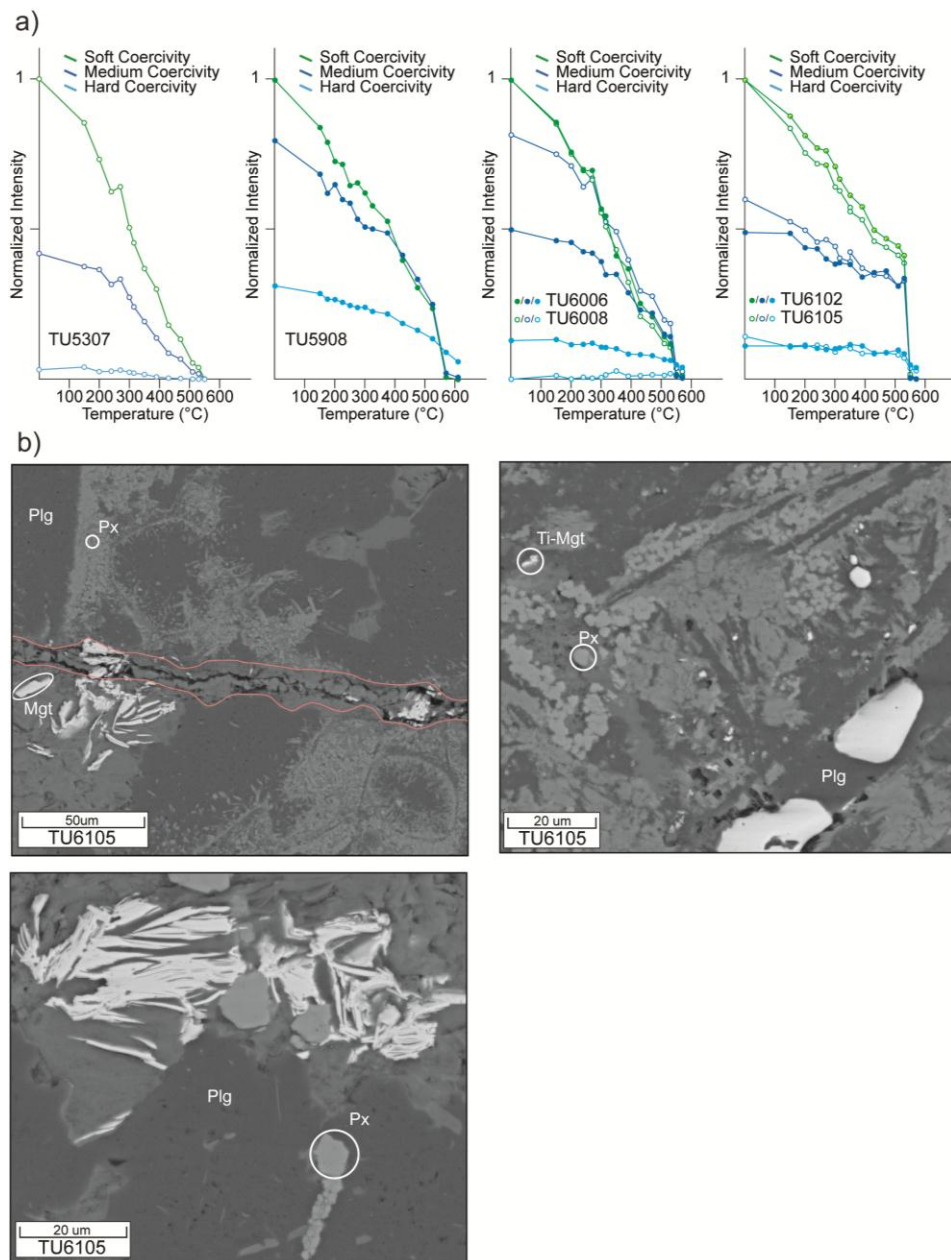 a)
Soft Coercivity
Medium Coercivity
Hard Coercivity
1
Normalized Intensity
TU5307
100 200 300 400 500 600
Temperature (°C)
Soft Coercivity
Medium Coercivity
Hard Coercivity
1
Normalized Intensity
TU5908
100 200 300 400 500 600
Temperature (°C)
Soft Coercivity
Medium Coercivity
Hard Coercivity
1
Normalized Intensity
TU6006
TU6008
100 200 300 400 500 600
Temperature (°C)
Soft Coercivity
Medium Coercivity
Hard Coercivity
1
Normalized Intensity
TU6102
TU6105
100 200 300 400 500 600
Temperature (°C)
b)
Plg
Px
Mgt
50um
TU6105
Ti-Mgt
Px
Plg
20 um
TU6105
Plg
Px
20 um
TU6105